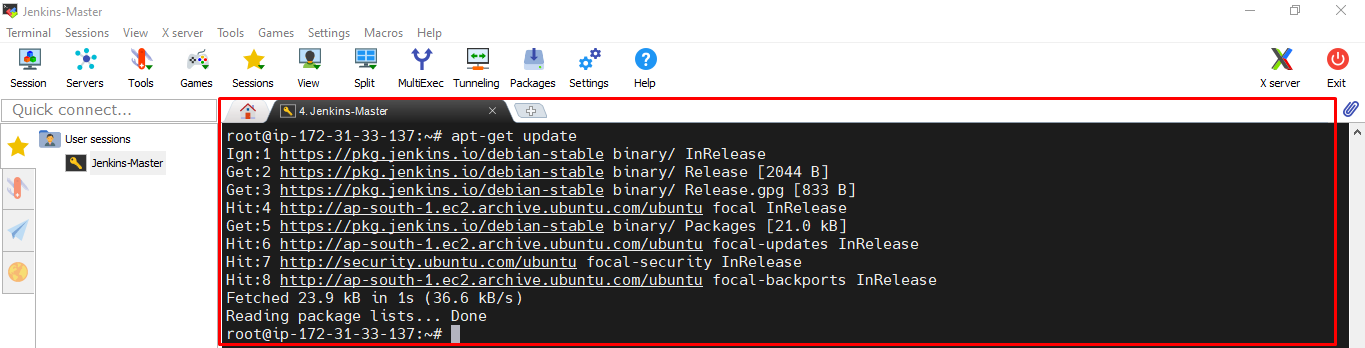 Jenkins-Master
Terminal Sessions View X server Tools Games Settings Macros Help
Session Servers Tools Games Sessions View Split MultiExec Tunneling Packages Settings Help X server Exit
Quick connect...
4. Jenkins-Master
User sessions
Jenkins-Master
root@ip-172-31-33-137:~# apt-get update
Ign:1 https://pkg.jenkins.io/debian-stable binary/ InRelease
Get:2 https://pkg.jenkins.io/debian-stable binary/ Release [2044 B]
Get:3 https://pkg.jenkins.io/debian-stable binary/ Release.gpg [833 B]
Hit:4 http://ap-south-1.ec2.archive.ubuntu.com/ubuntu focal InRelease
Get:5 https://pkg.jenkins.io/debian-stable binary/ Packages [21.0 kB]
Hit:6 http://ap-south-1.ec2.archive.ubuntu.com/ubuntu focal-updates InRelease
Hit:7 http://security.ubuntu.com/ubuntu focal-security InRelease
Hit:8 http://ap-south-1.ec2.archive.ubuntu.com/ubuntu focal-backports InRelease
Fetched 23.9 kB in 1s (36.6 kB/s)
Reading package lists... Done
root@ip-172-31-33-137:~#